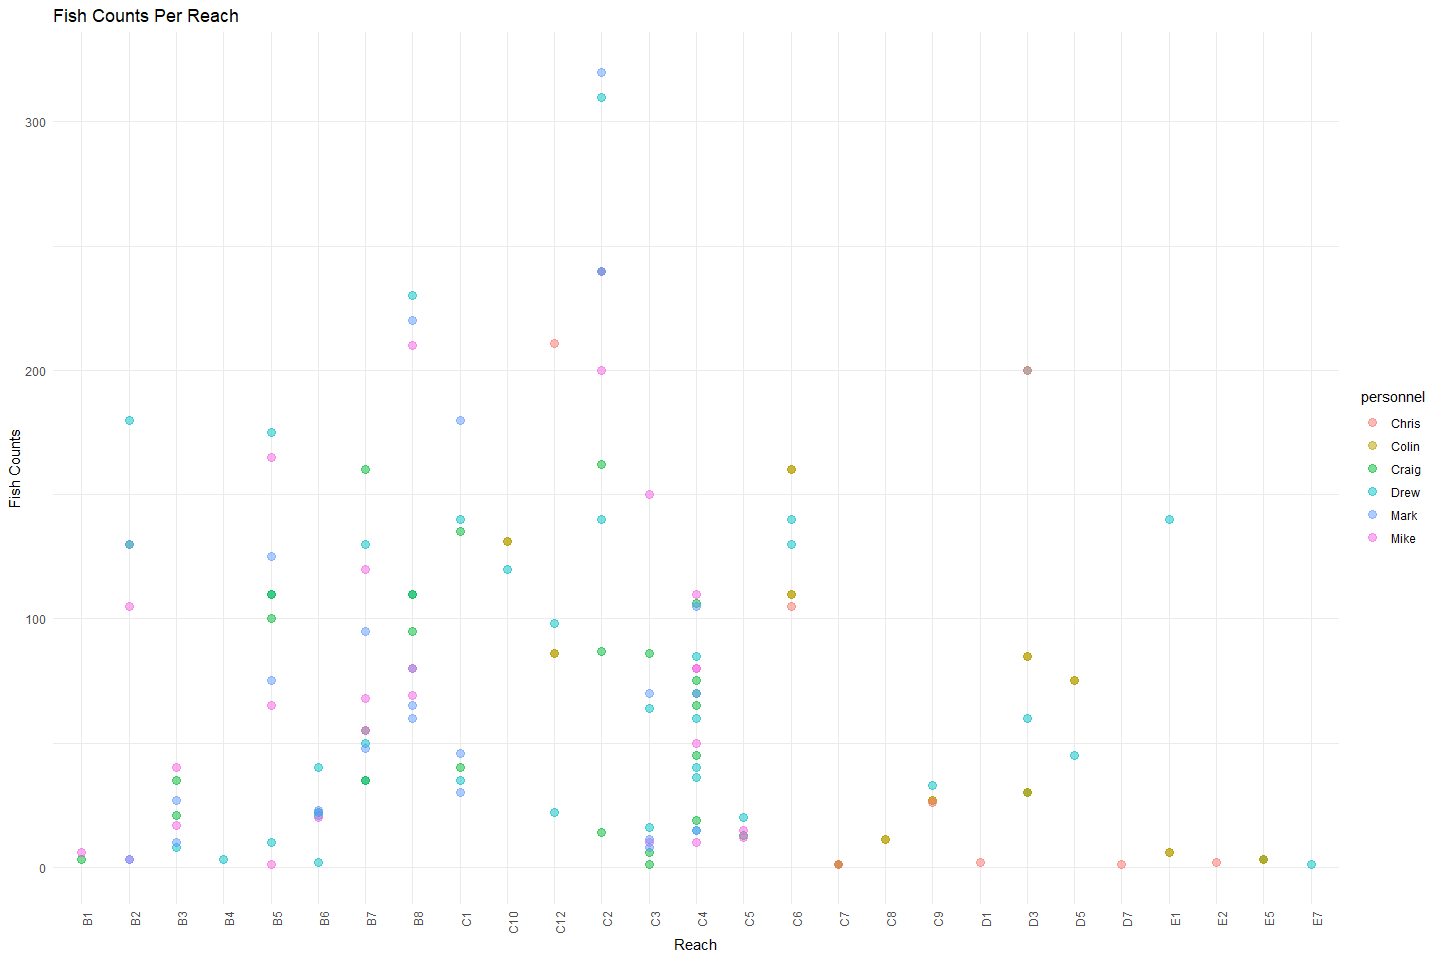 Fish Counts Per Reach
Fish Counts
300
200
100
0
B1 B2 B3 B4 B5 B6 B7 B8 C1 C10 C12 C2 C3 C4 C5 C6 C7 C8 C9 D1 D3 D5 D7 E1 E2 E5 E7
Reach
personnel
Chris
Colin
Craig
Drew
Mark
Mike